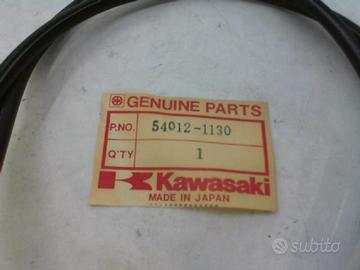 GENUINE PARTS
P.NO. 54012-1130
Q'TY 1
Kawasaki
MADE IN JAPAN
subito